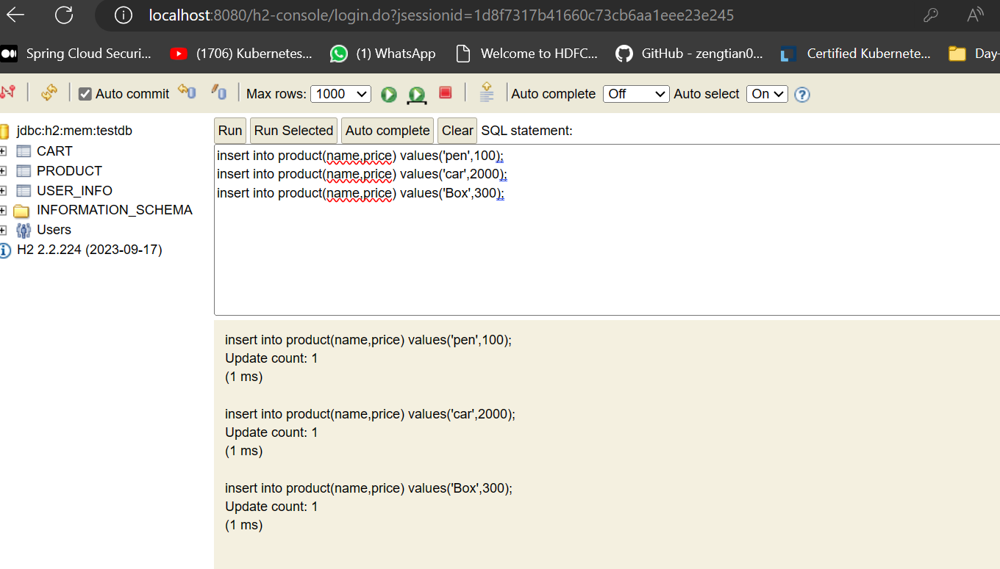 localhost:8080/h2-console/login.do?jsessionid=1d8f7317b41660c73cb6aa1eee23e245
Spring Cloud Securi... (1706) Kubernetes... (1) WhatsApp Welcome to HDFC... GitHub - zengtian0... Certified Kubernete... Day-
Auto commit Max rows: 1000 Auto complete Off Auto select On
jdbc:h2:mem:testdb
CART
PRODUCT
USER_INFO
INFORMATION_SCHEMA
Users
H2 2.2.224 (2023-09-17)
Run Run Selected Auto complete Clear SQL statement:
insert into product(name,price) values('pen',100);
insert into product(name,price) values('car',2000);
insert into product(name,price) values('Box',300);
insert into product(name,price) values('pen',100);
Update count: 1
(1 ms)
insert into product(name,price) values('car',2000);
Update count: 1
(1 ms)
insert into product(name,price) values('Box',300);
Update count: 1
(1 ms)